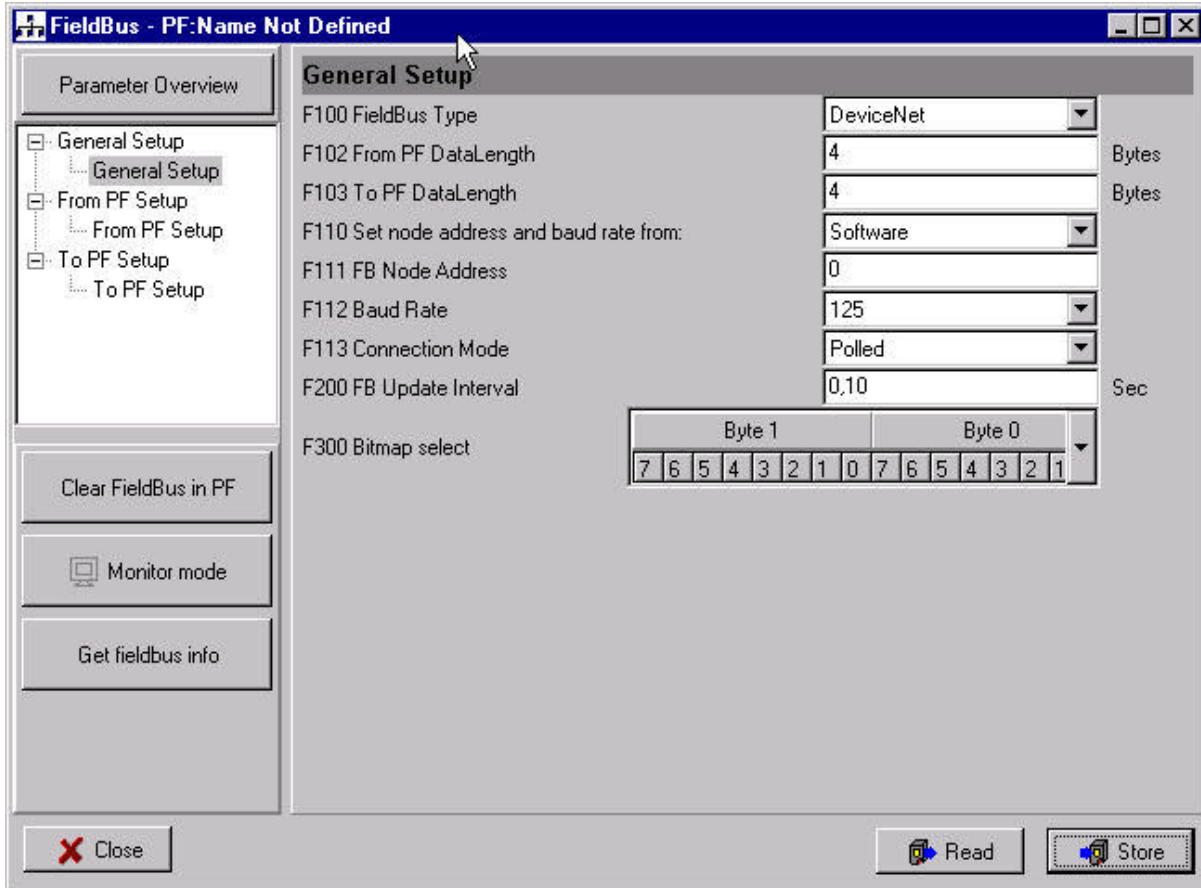 FieldBus - PF:Name Not Defined
Parameter Overview
General Setup
General Setup
From PF Setup
From PF Setup
To PF Setup
To PF Setup
Clear FieldBus in PF
Monitor mode
Get fieldbus info
General Setup
F100 FieldBus Type DeviceNet
F102 From PF DataLength 4 Bytes
F103 To PF DataLength 4 Bytes
F110 Set node address and baud rate from: Software
F111 FB Node Address 0
F112 Baud Rate 125
F113 Connection Mode Polled
F200 FB Update Interval 0,10 Sec
Byte 1 Byte 0
F300 Bitmap select
7 6 5 4 3 2 1 0 7 6 5 4 3 2 1
Close Read Store